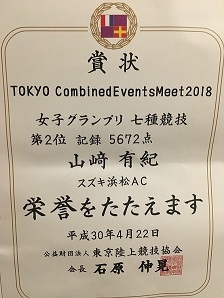 賞状
TOKYO CombinedEventsMeet2018
女子グランプリ 七種競技
第2位 記録 5672点
山﨑 有紀
スズキ浜松AC
栄誉をたたえます
平成30年4月22日
公益財団法人 東京陸上競技協会
会長 石原 伸晃